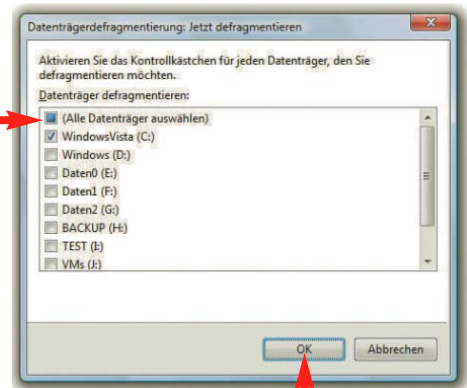 Datenträgerdefragmentierung: Jetzt defragmentieren
Aktivieren Sie das Kontrollkästchen für jeden Datenträger, den Sie
defragmentieren möchten.
Datenträger defragmentieren:
(Alle Datenträger auswählen)
WindowsVista (C:)
Windows (D:)
Daten0 (E:)
Daten1 (F:)
Daten2 (G:)
BACKUP (H:)
TEST (I:)
VMs (J:)
OK
Abbrechen